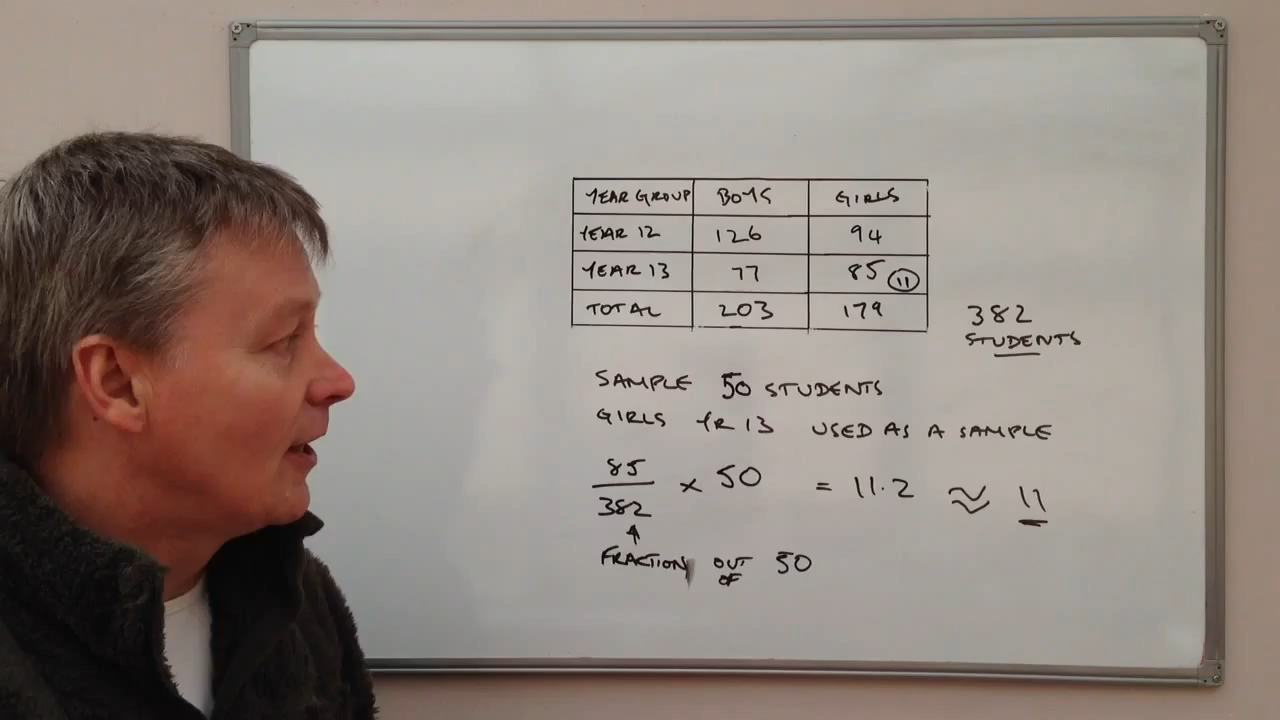 YEAR GROUP BOYS GIRLS
YEAR 12 126 94
YEAR 13 77 85 11
TOTAL 203 179
382
STUDENTS
SAMPLE 50 STUDENTS
GIRLS YR 13 USED AS A SAMPLE
85/382 × 50 = 11.2 ≈ 11
FRACTION OUT OF 50